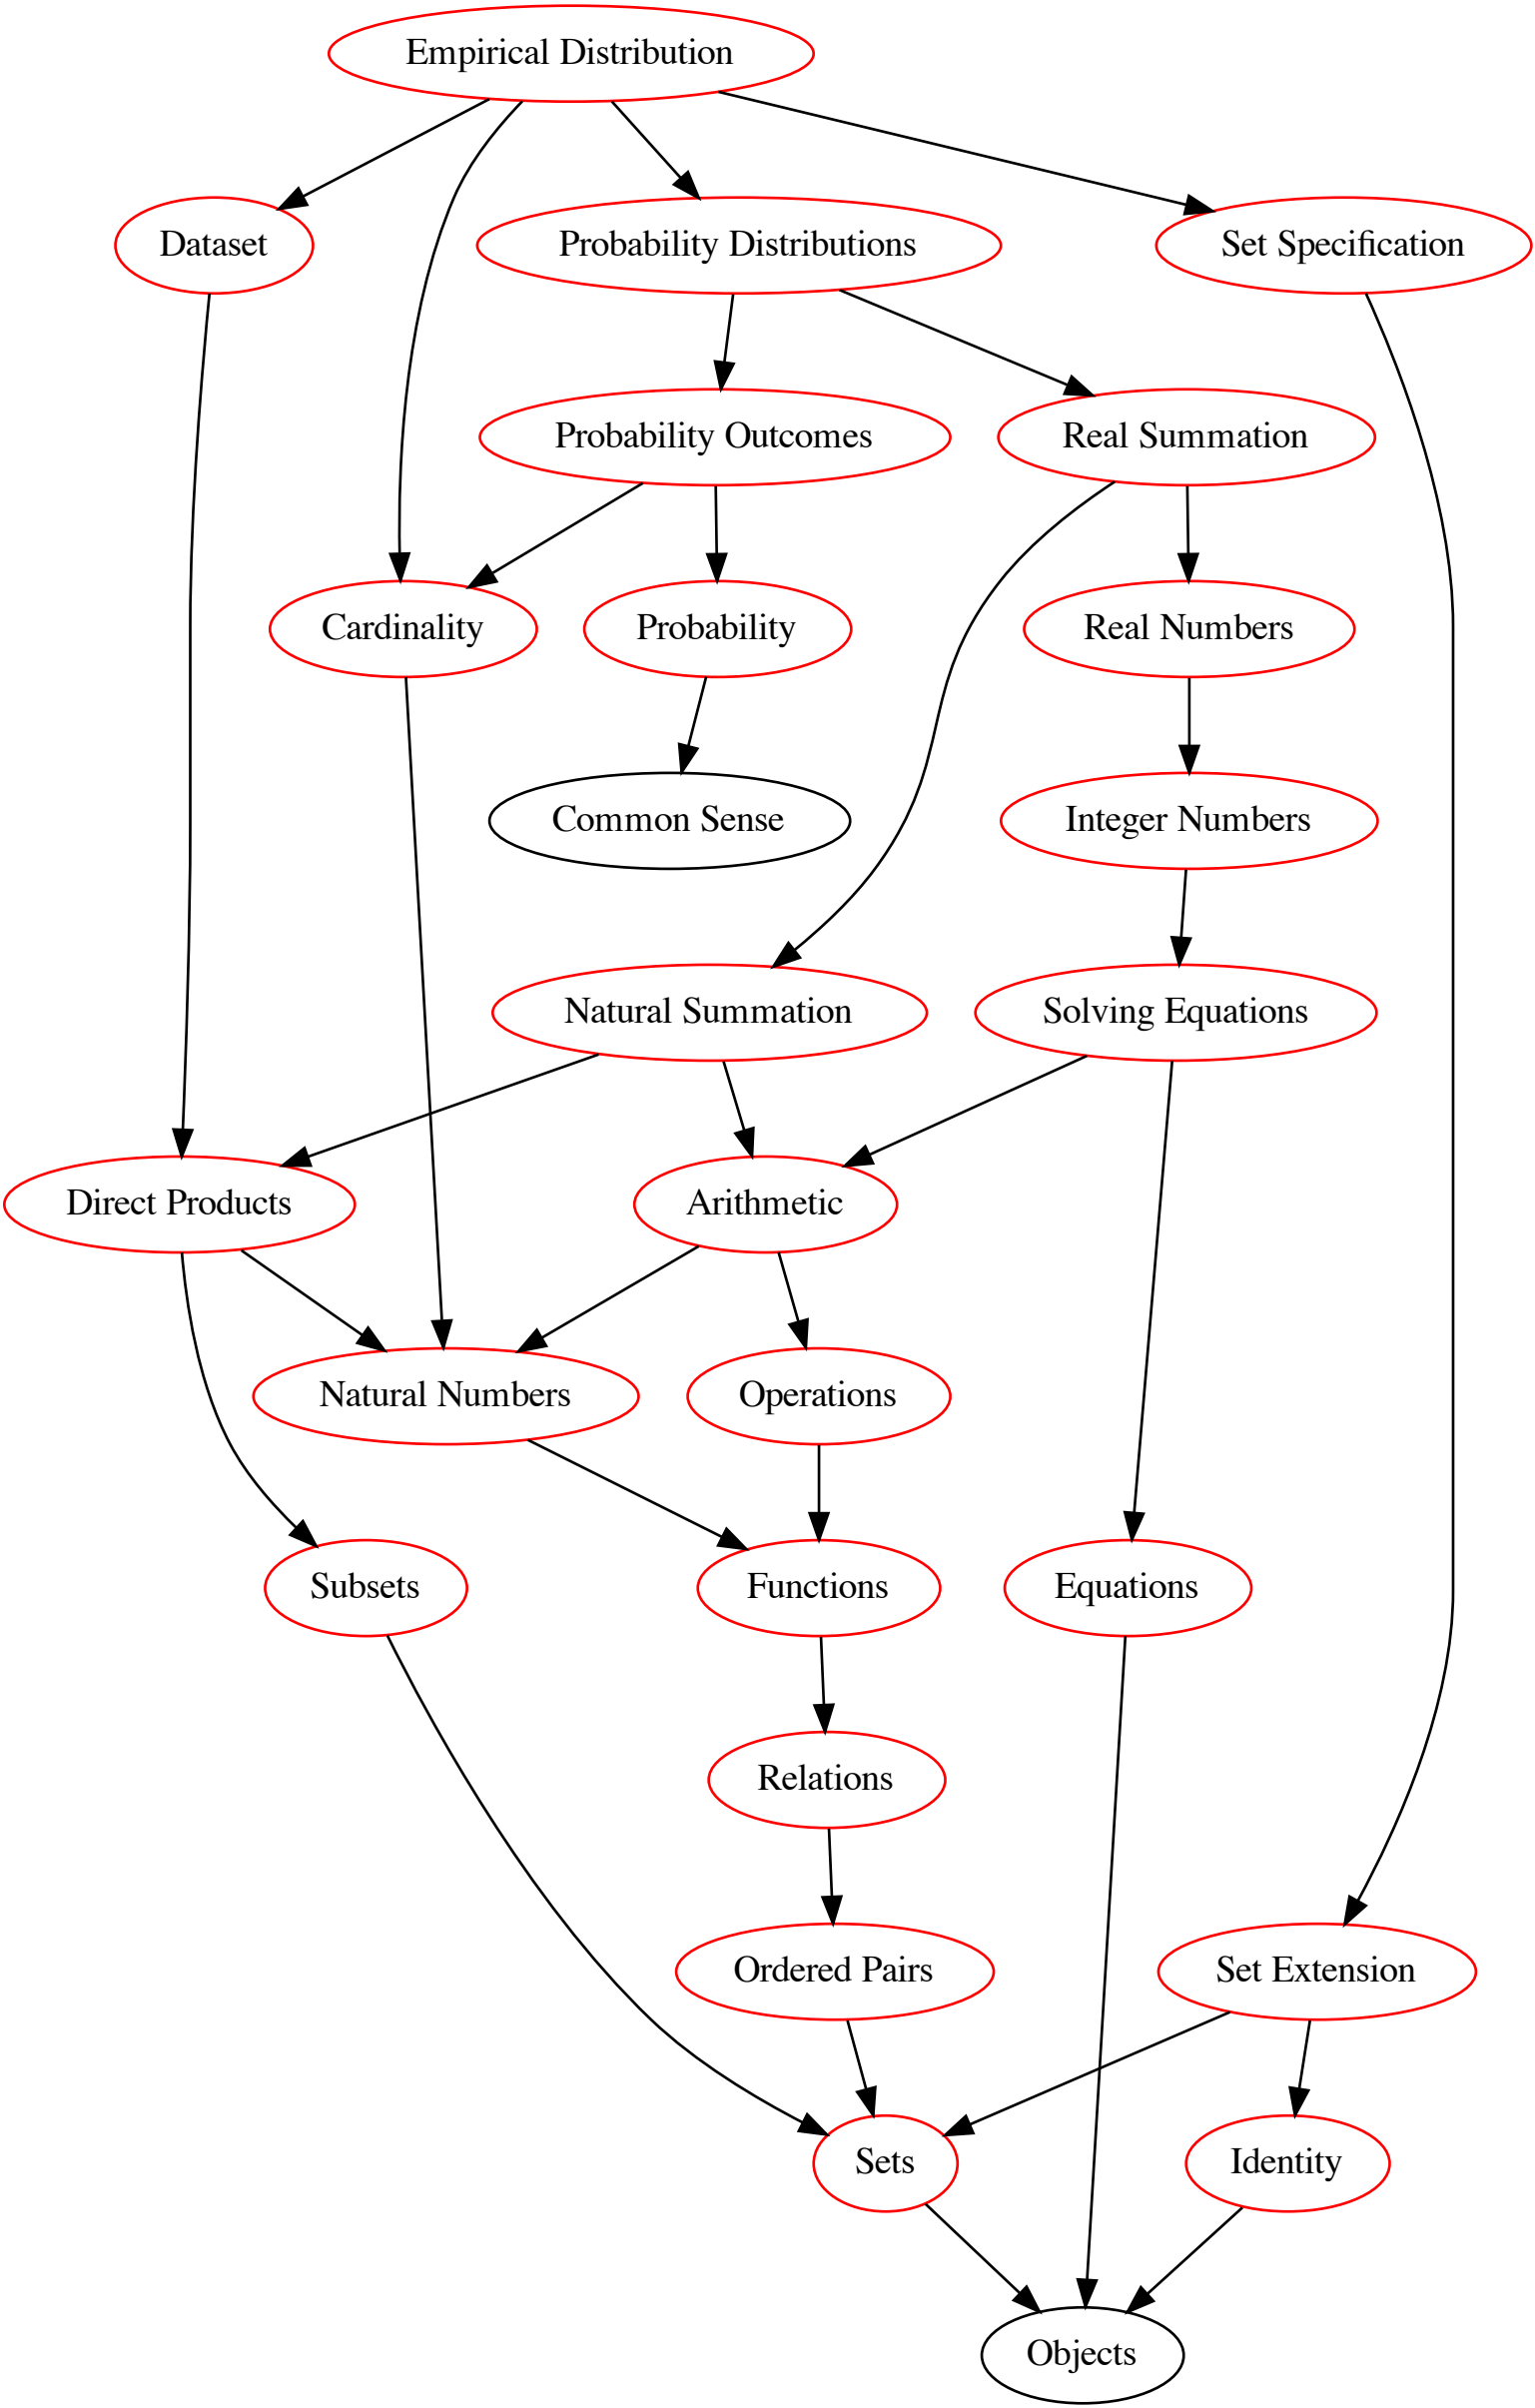 Empirical Distribution
Dataset
Probability Distributions
Set Specification
Probability Outcomes
Real Summation
Cardinality
Probability
Real Numbers
Common Sense
Integer Numbers
Natural Summation
Solving Equations
Direct Products
Arithmetic
Natural Numbers
Operations
Subsets
Functions
Equations
Relations
Ordered Pairs
Set Extension
Sets
Identity
Objects